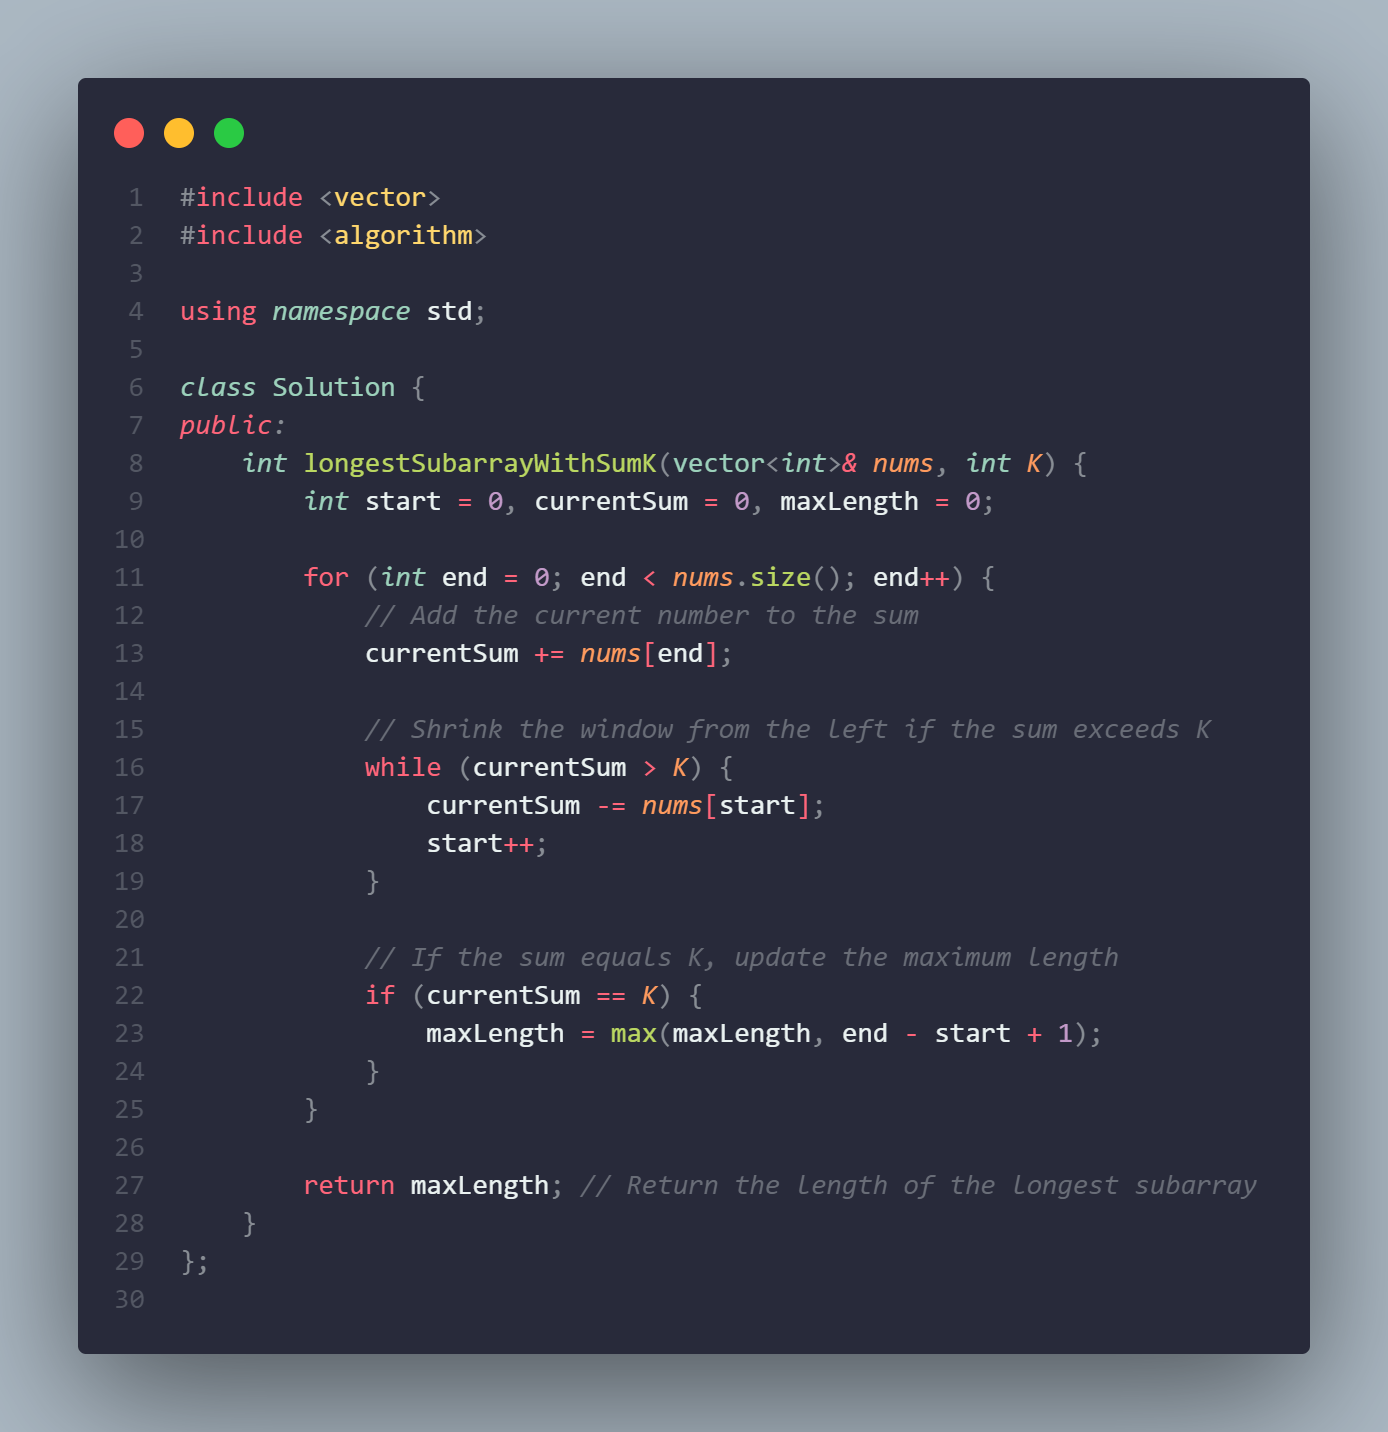 1 #include <vector>
2 #include <algorithm>
3
4 using namespace std;
5
6 class Solution {
7 public:
8     int longestSubarrayWithSumK(vector<int>& nums, int K) {
9         int start = 0, currentSum = 0, maxLength = 0;
10
11         for (int end = 0; end < nums.size(); end++) {
12             // Add the current number to the sum
13             currentSum += nums[end];
14
15             // Shrink the window from the left if the sum exceeds K
16             while (currentSum > K) {
17                 currentSum -= nums[start];
18                 start++;
19             }
20
21             // If the sum equals K, update the maximum length
22             if (currentSum == K) {
23                 maxLength = max(maxLength, end - start + 1);
24             }
25         }
26
27         return maxLength; // Return the length of the longest subarray
28     }
29 };
30